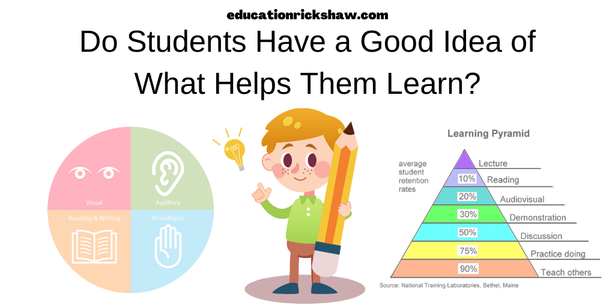 educationrickshaw.com
Do Students Have a Good Idea of
What Helps Them Learn?
Visual
Auditory
Reading & Writing
Kinesthetic
Learning Pyramid
average
student
retention
rates
Lecture
10% Reading
20% Audiovisual
30% Demonstration
50% Discussion
75% Practice doing
90% Teach others
Source: National Training Laboratories, Bethel, Maine